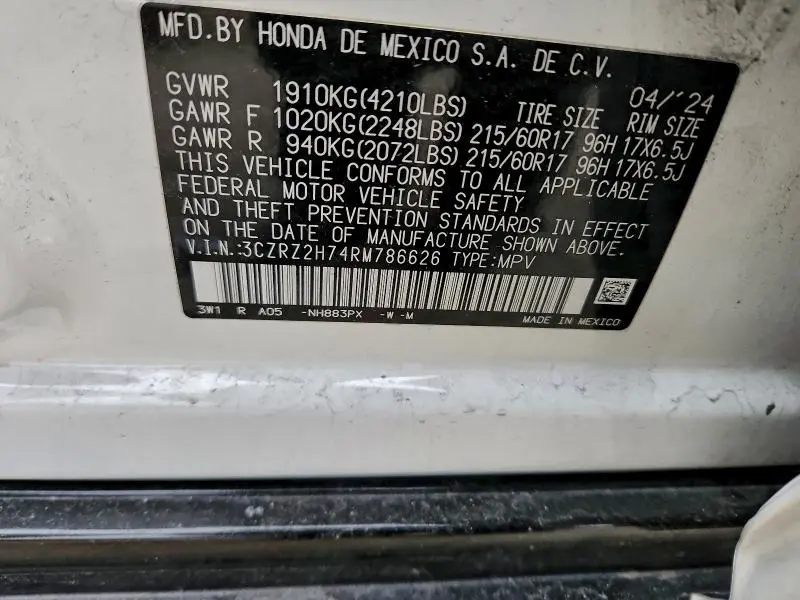 MFD.BY HONDA DE MEXICO S.A. DE C.V.
04/'24
GVWR 1910KG(4210LBS) TIRE SIZE RIM SIZE
GAWR F 1020KG(2248LBS) 215/60R17 96H 17X6.5J
GAWR R 940KG(2072LBS) 215/60R17 96H 17X6.5J
THIS VEHICLE CONFORMS TO ALL APPLICABLE
FEDERAL MOTOR VEHICLE SAFETY
AND THEFT PREVENTION STANDARDS IN EFFECT
ON THE DATE OF MANUFACTURE SHOWN ABOVE.
V.I.N.:3CZRZ2H74RM786626 TYPE:MPV
3W1 R A05 -NH883PX -W -M
MADE IN MEXICO